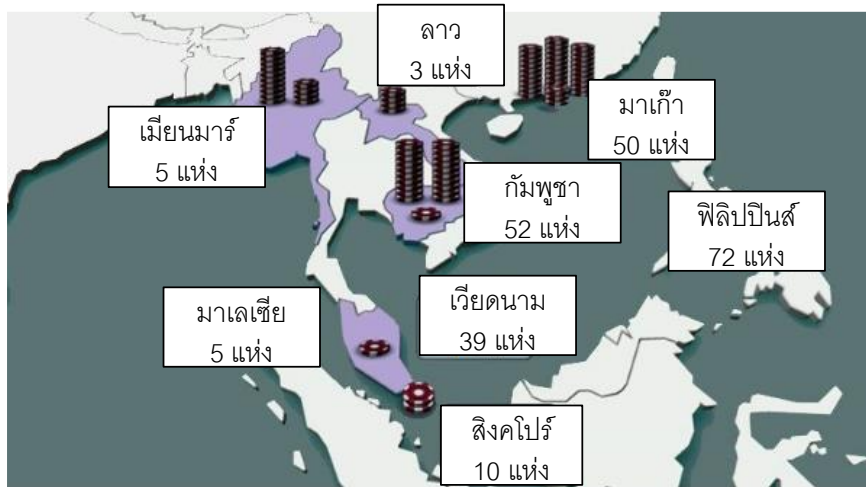 ลาว
3 แห่ง
มาเก๊า
50 แห่ง
เมียนมาร์
5 แห่ง
กัมพูชา
52 แห่ง
ฟิลิปปินส์
72 แห่ง
มาเลเซีย
5 แห่ง
เวียดนาม
39 แห่ง
สิงคโปร์
10 แห่ง